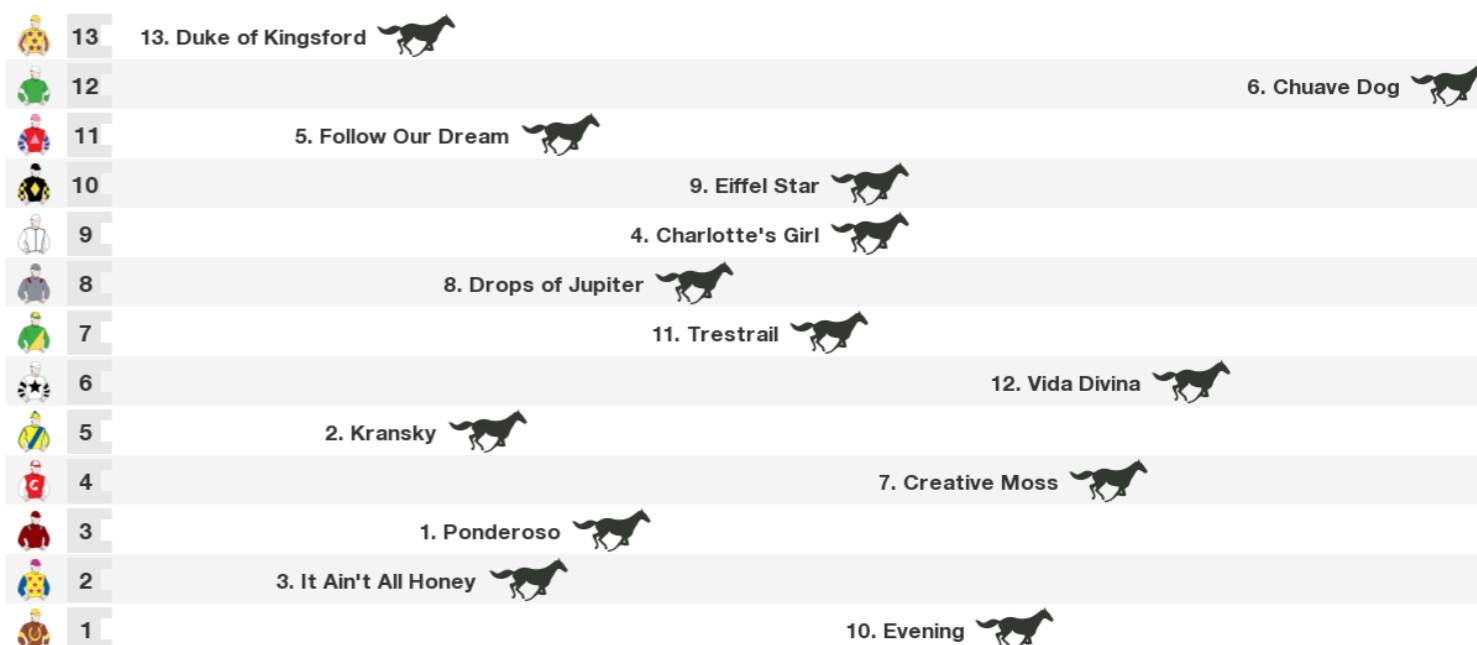 13 13. Duke of Kingsford
12 6. Chuave Dog
11 5. Follow Our Dream
10 9. Eiffel Star
9 4. Charlotte's Girl
8 8. Drops of Jupiter
7 11. Trestrail
6 12. Vida Divina
5 2. Kransky
4 7. Creative Moss
3 1. Ponderoso
2 3. It Ain't All Honey
1 10. Evening